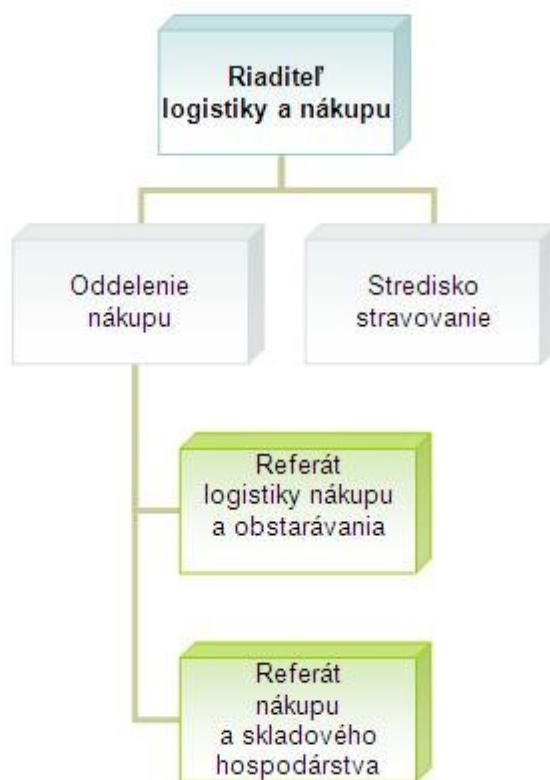 Riaditeľ
logistiky a nákupu
Oddelenie
nákupu
Stredisko
stravovanie
Referát
logistiky nákupu
a obstarávania
Referát
nákupu
a skladového
hospodárstva